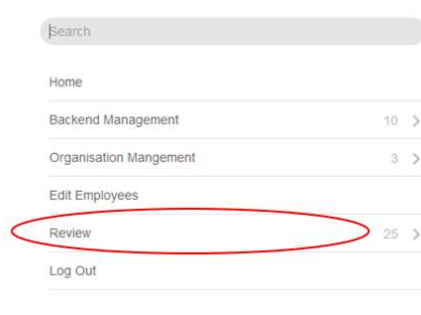 Search
Home
Backend Management 10
Organisation Mangement 3
Edit Employees
Review 25
Log Out